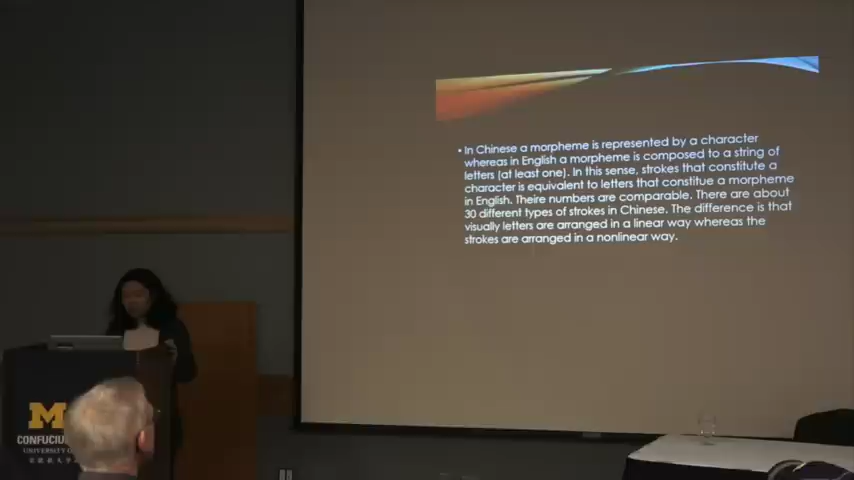 • In Chinese a morpheme is represented by a character
whereas in English a morpheme is composed to a string of
letters (at least one). In this sense, strokes that constitute a
character is equivalent to letters that constitue a morpheme
in English. Theire numbers are comparable. There are about
30 different types of strokes in Chinese. The difference is that
visually letters are arranged in a linear way whereas the
strokes are arranged in a nonlinear way.
M
CONFUCIU
UNIVERSITY O